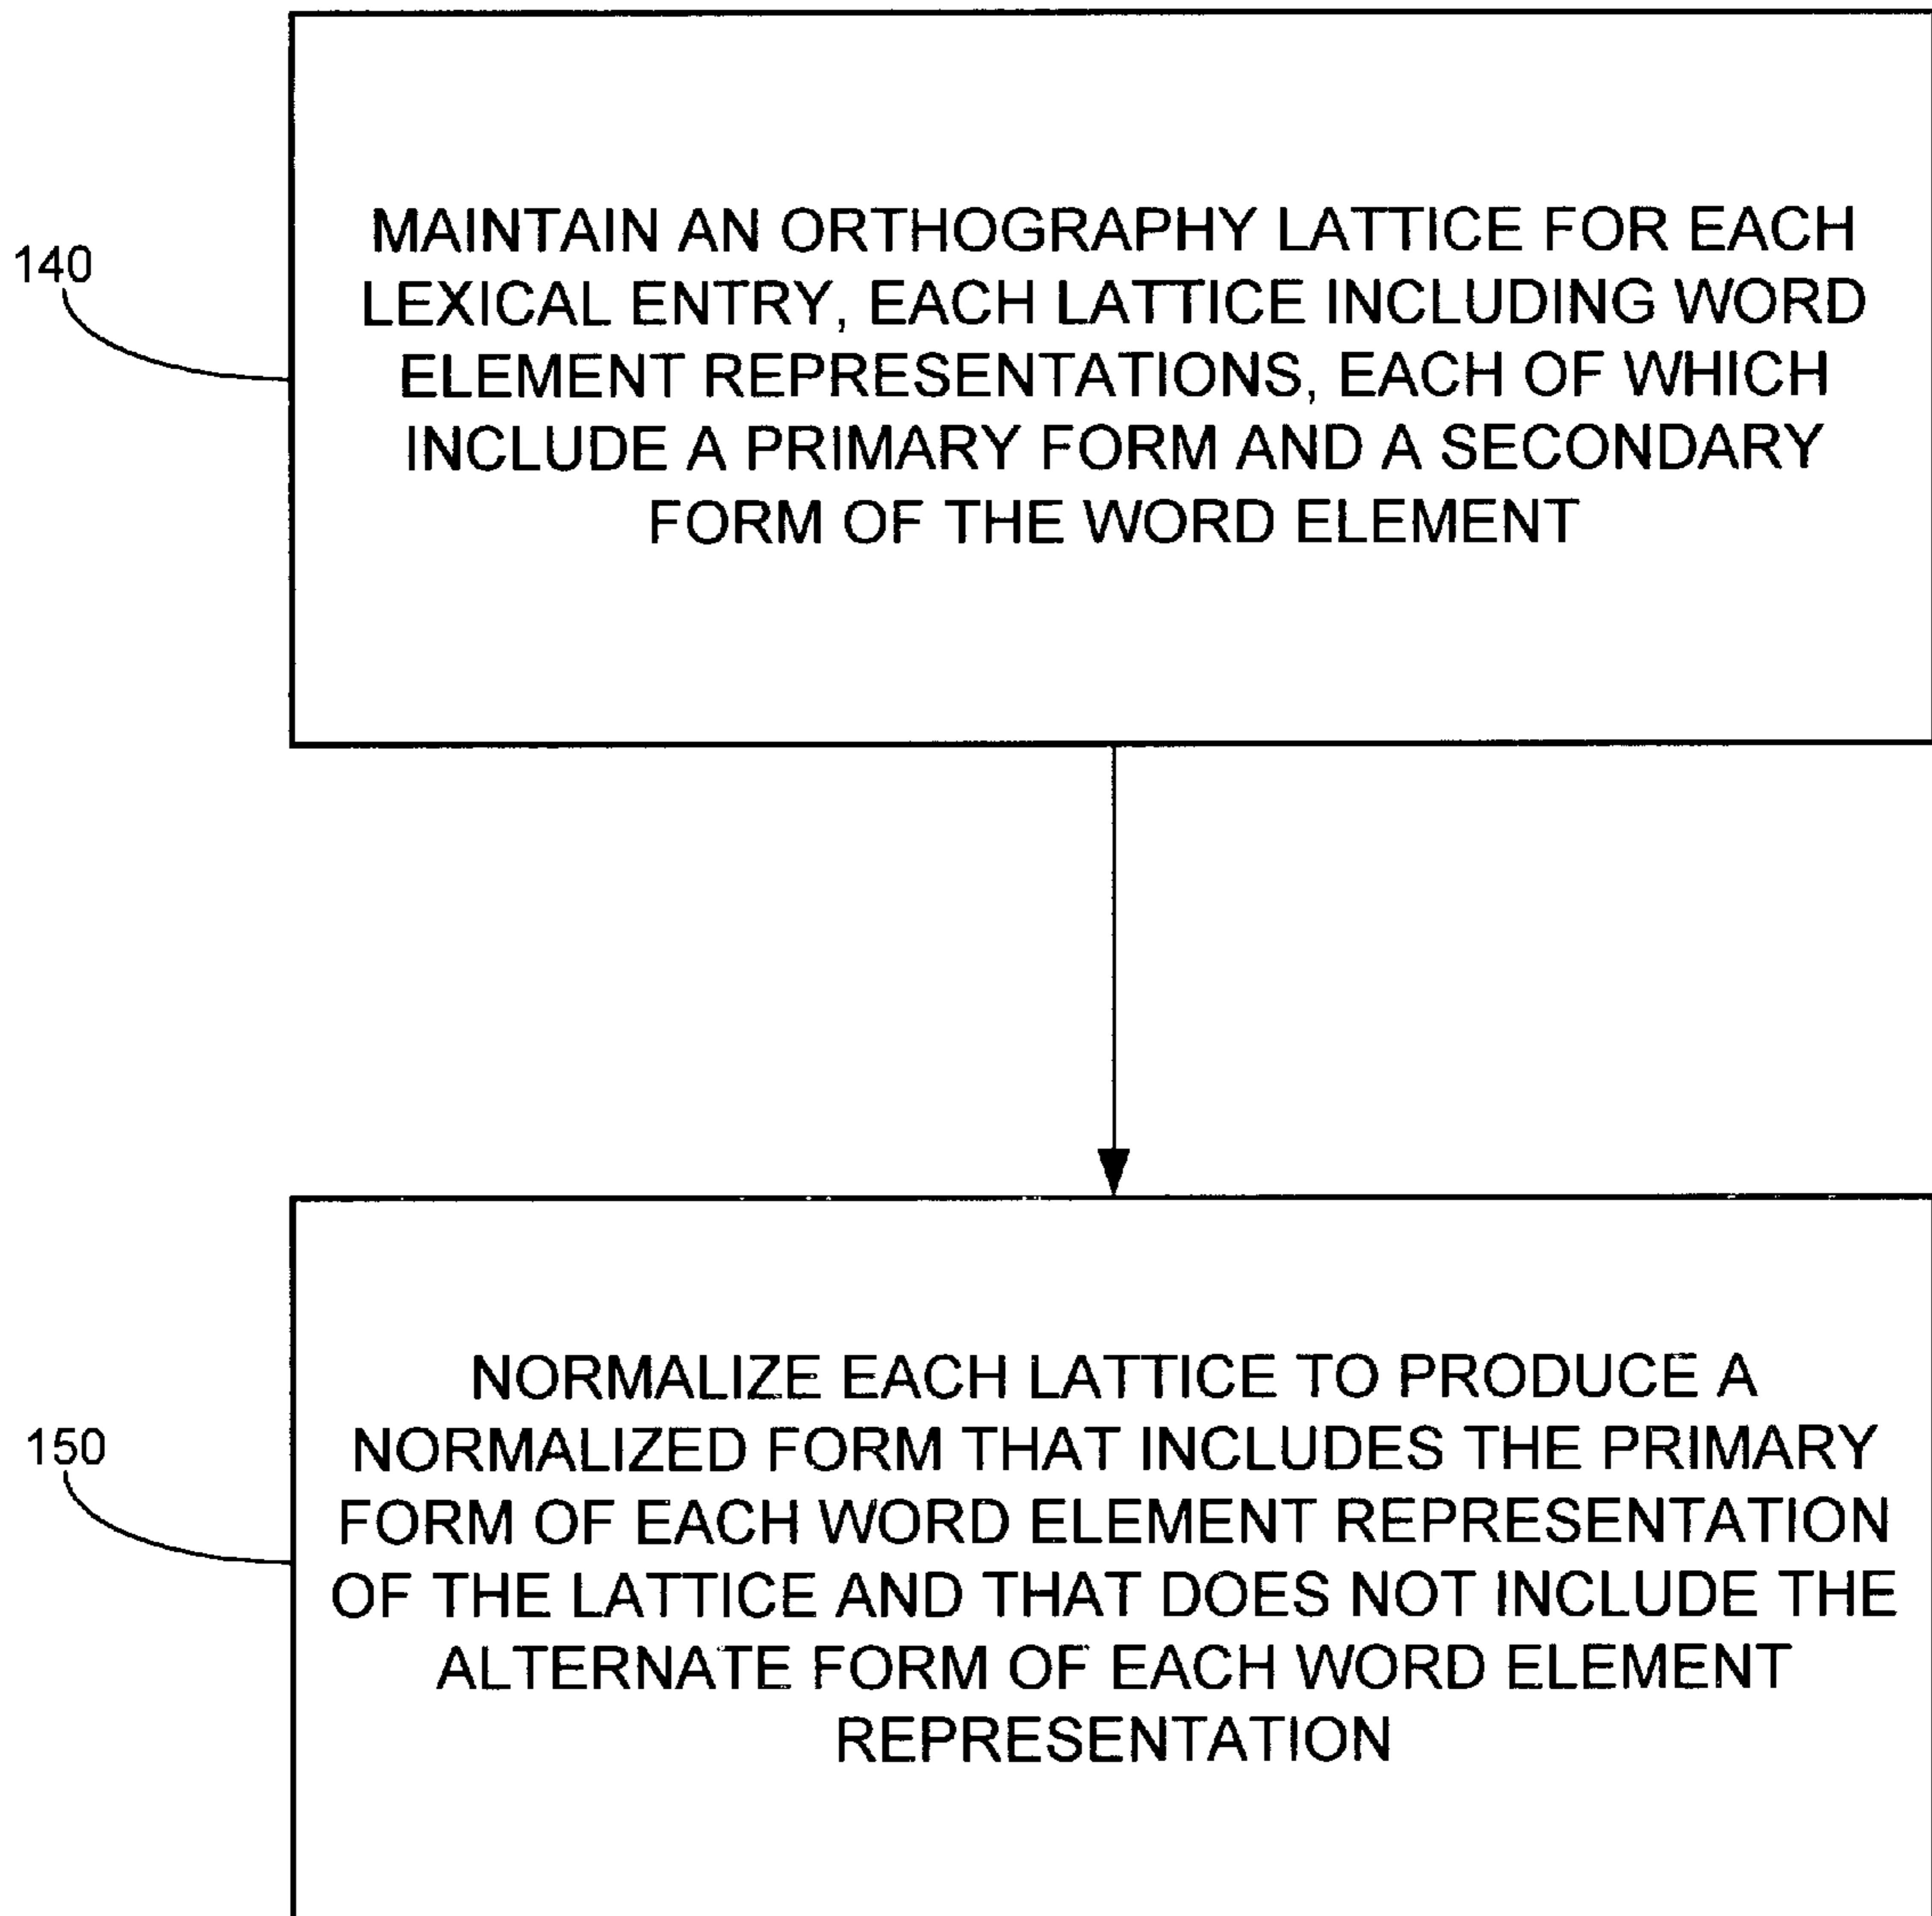 140
MAINTAIN AN ORTHOGRAPHY LATTICE FOR EACH
LEXICAL ENTRY, EACH LATTICE INCLUDING WORD
ELEMENT REPRESENTATIONS, EACH OF WHICH
INCLUDE A PRIMARY FORM AND A SECONDARY
FORM OF THE WORD ELEMENT
150
NORMALIZE EACH LATTICE TO PRODUCE A
NORMALIZED FORM THAT INCLUDES THE PRIMARY
FORM OF EACH WORD ELEMENT REPRESENTATION
OF THE LATTICE AND THAT DOES NOT INCLUDE THE
ALTERNATE FORM OF EACH WORD ELEMENT
REPRESENTATION